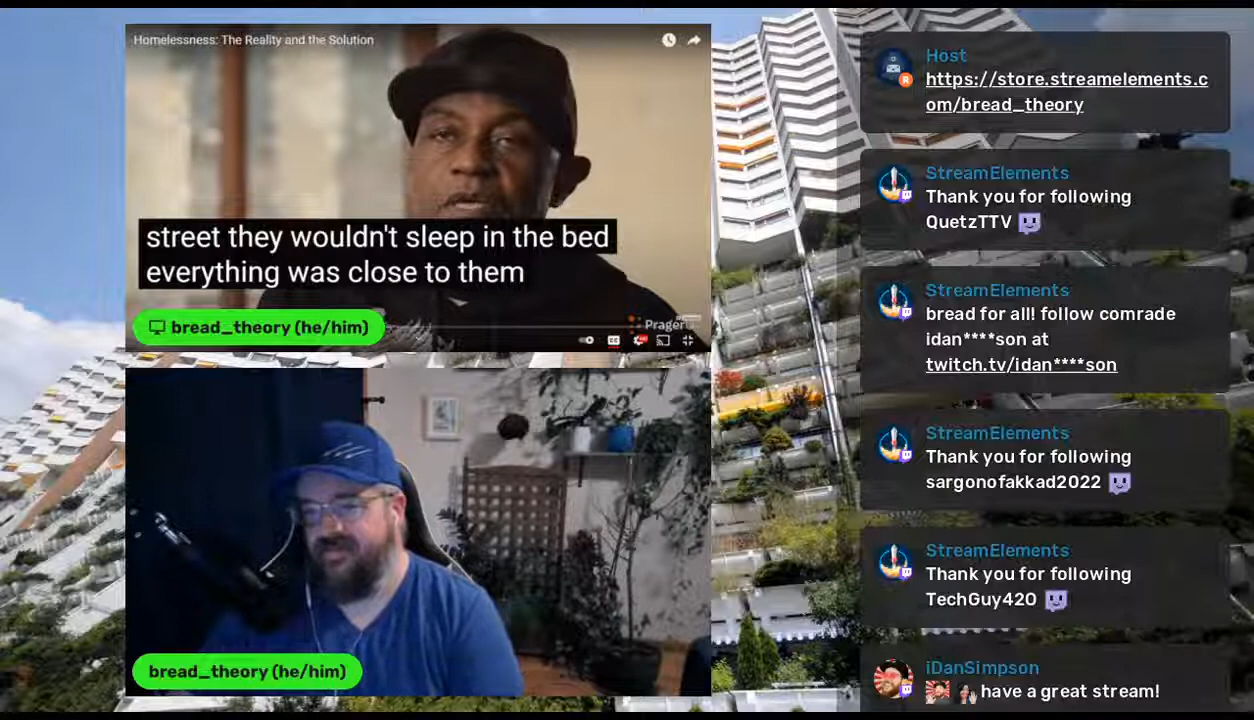 Homelessness: The Reality and the Solution
street they wouldn't sleep in the bed
everything was close to them
bread_theory (he/him)
Prager
CC
bread_theory (he/him)
Host
https://store.streamelements.c
om/bread_theory
StreamElements
Thank you for following
QuetzTTV
StreamElements
bread for all! follow comrade
idan****son at
twitch.tv/idan****son
StreamElements
Thank you for following
sargonofakkad2022
StreamElements
Thank you for following
TechGuy420
iDanSimpson
have a great stream!